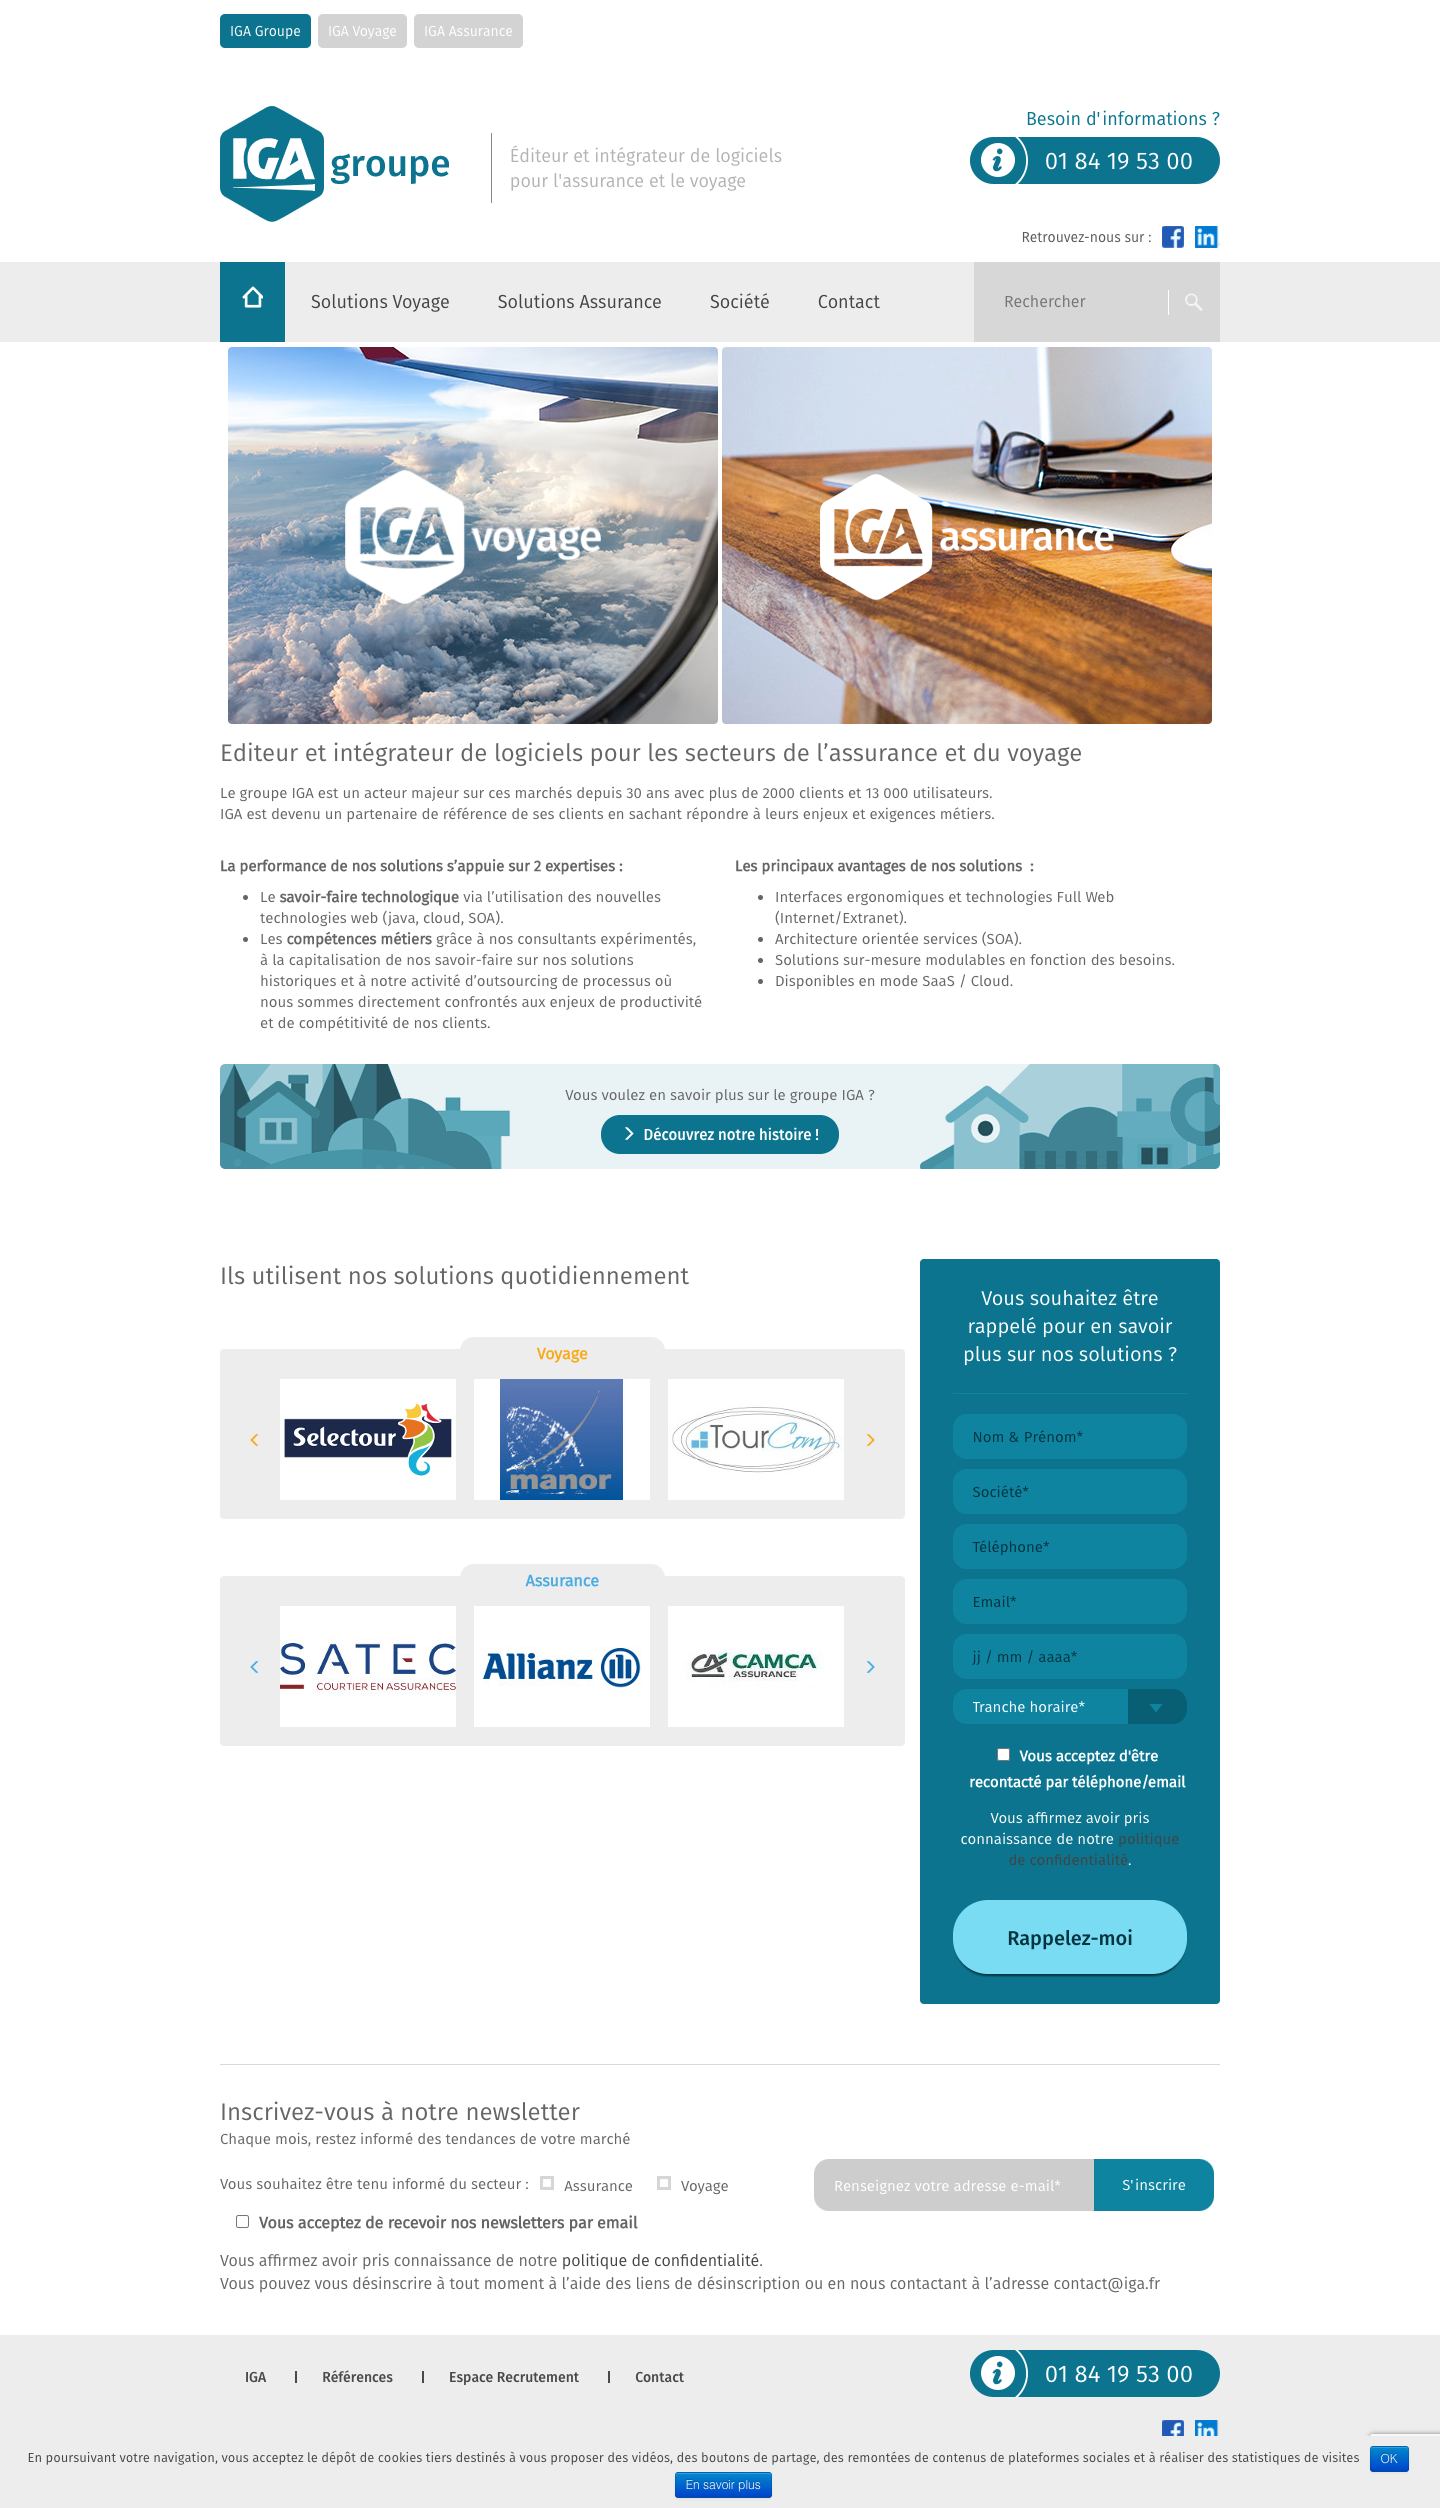 IGA Groupe
IGA Voyage
IGA Assurance
IGA groupe
Éditeur et intégrateur de logiciels
pour l'assurance et le voyage
Besoin d'informations ?
01 84 19 53 00
Retrouvez-nous sur :
Solutions Voyage
Solutions Assurance
Société
Contact
Rechercher
IGA voyage
IGA assurance
Editeur et intégrateur de logiciels pour les secteurs de l’assurance et du voyage
Le groupe IGA est un acteur majeur sur ces marchés depuis 30 ans avec plus de 2000 clients et 13 000 utilisateurs.
IGA est devenu un partenaire de référence de ses clients en sachant répondre à leurs enjeux et exigences métiers.
La performance de nos solutions s’appuie sur 2 expertises :
Le savoir-faire technologique via l’utilisation des nouvelles
technologies web (java, cloud, SOA).
Les compétences métiers grâce à nos consultants expérimentés,
à la capitalisation de nos savoir-faire sur nos solutions
historiques et à notre activité d’outsourcing de processus où
nous sommes directement confrontés aux enjeux de productivité
et de compétitivité de nos clients.
Les principaux avantages de nos solutions :
Interfaces ergonomiques et technologies Full Web
(Internet/Extranet).
Architecture orientée services (SOA).
Solutions sur-mesure modulables en fonction des besoins.
Disponibles en mode SaaS / Cloud.
Vous voulez en savoir plus sur le groupe IGA ?
Découvrez notre histoire !
Ils utilisent nos solutions quotidiennement
Voyage
Selectour
manor
TourCom
Assurance
SATEC
COURTIER EN ASSURANCES
Allianz
CAMCA
ASSURANCE
Vous souhaitez être
rappelé pour en savoir
plus sur nos solutions ?
Nom & Prénom*
Société*
Téléphone*
Email*
jj / mm / aaaa*
Tranche horaire*
Vous acceptez d'être
recontacté par téléphone/email
Vous affirmez avoir pris
connaissance de notre politique
de confidentialité.
Rappelez-moi
Inscrivez-vous à notre newsletter
Chaque mois, restez informé des tendances de votre marché
Vous souhaitez être tenu informé du secteur :
Assurance
Voyage
Renseignez votre adresse e-mail*
S'inscrire
Vous acceptez de recevoir nos newsletters par email
Vous affirmez avoir pris connaissance de notre politique de confidentialité.
Vous pouvez vous désinscrire à tout moment à l’aide des liens de désinscription ou en nous contactant à l’adresse contact@iga.fr
IGA
Références
Espace Recrutement
Contact
01 84 19 53 00
En poursuivant votre navigation, vous acceptez le dépôt de cookies tiers destinés à vous proposer des vidéos, des boutons de partage, des remontées de contenus de plateformes sociales et à réaliser des statistiques de visites
OK
En savoir plus